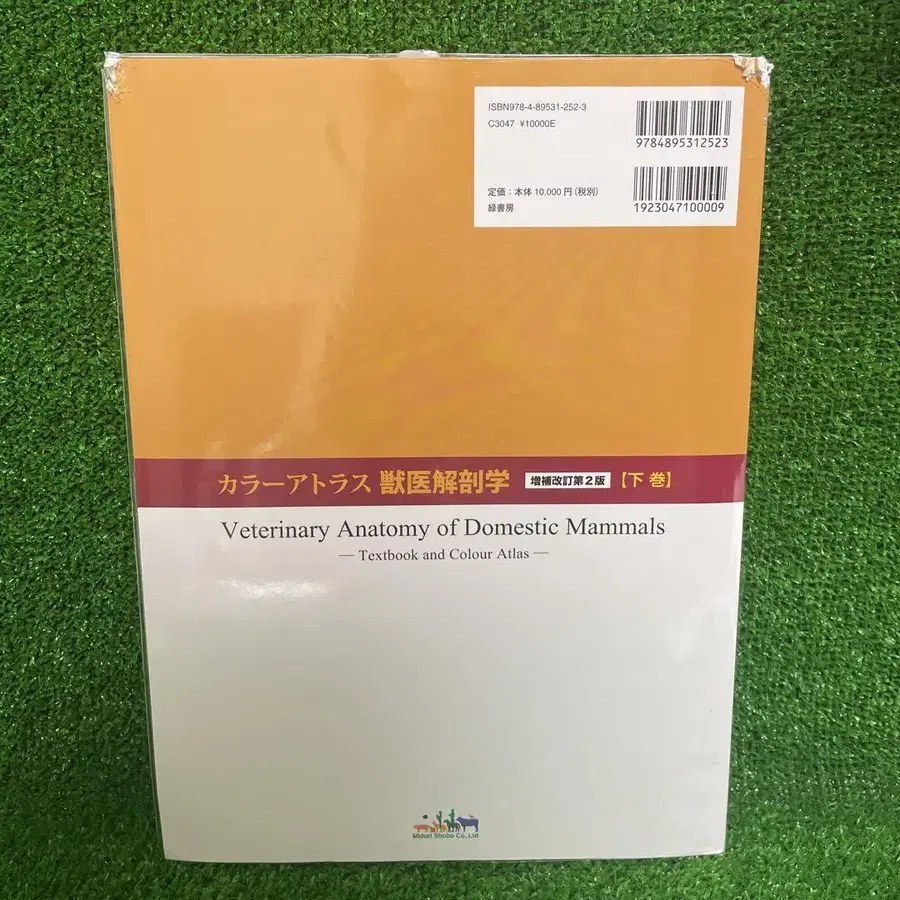 ISBN978-4-89531-252-3
C3047 ¥10000E
9784895312523
定価：本体 10,000 円（税別）
緑書房
1923047100009
カラーアトラス 獣医解剖学 増補改訂第2版 【下 巻】
Veterinary Anatomy of Domestic Mammals
— Textbook and Colour Atlas —
Midori Shobo Co.,Ltd